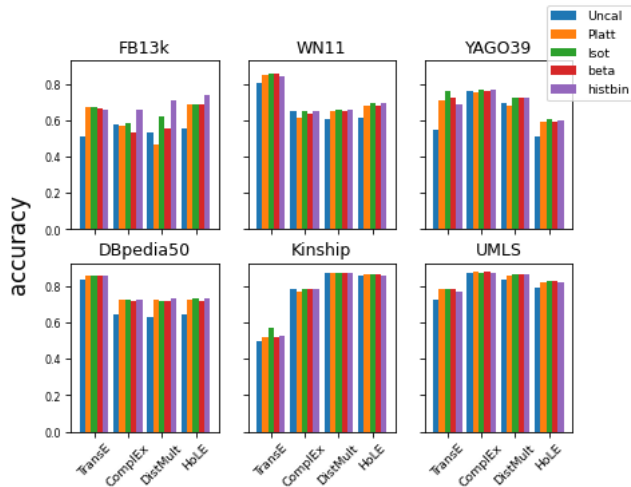 Uncal
Platt
Isot
beta
histbin
FB13k
WN11
YAGO39
0.8
0.6
0.4
0.2
0.0
accuracy
DBpedia50
Kinship
UMLS
0.8
0.6
0.4
0.2
0.0
TransE
ComplEx
DistMult
HoLE
TransE
ComplEx
DistMult
HoLE
TransE
ComplEx
DistMult
HoLE